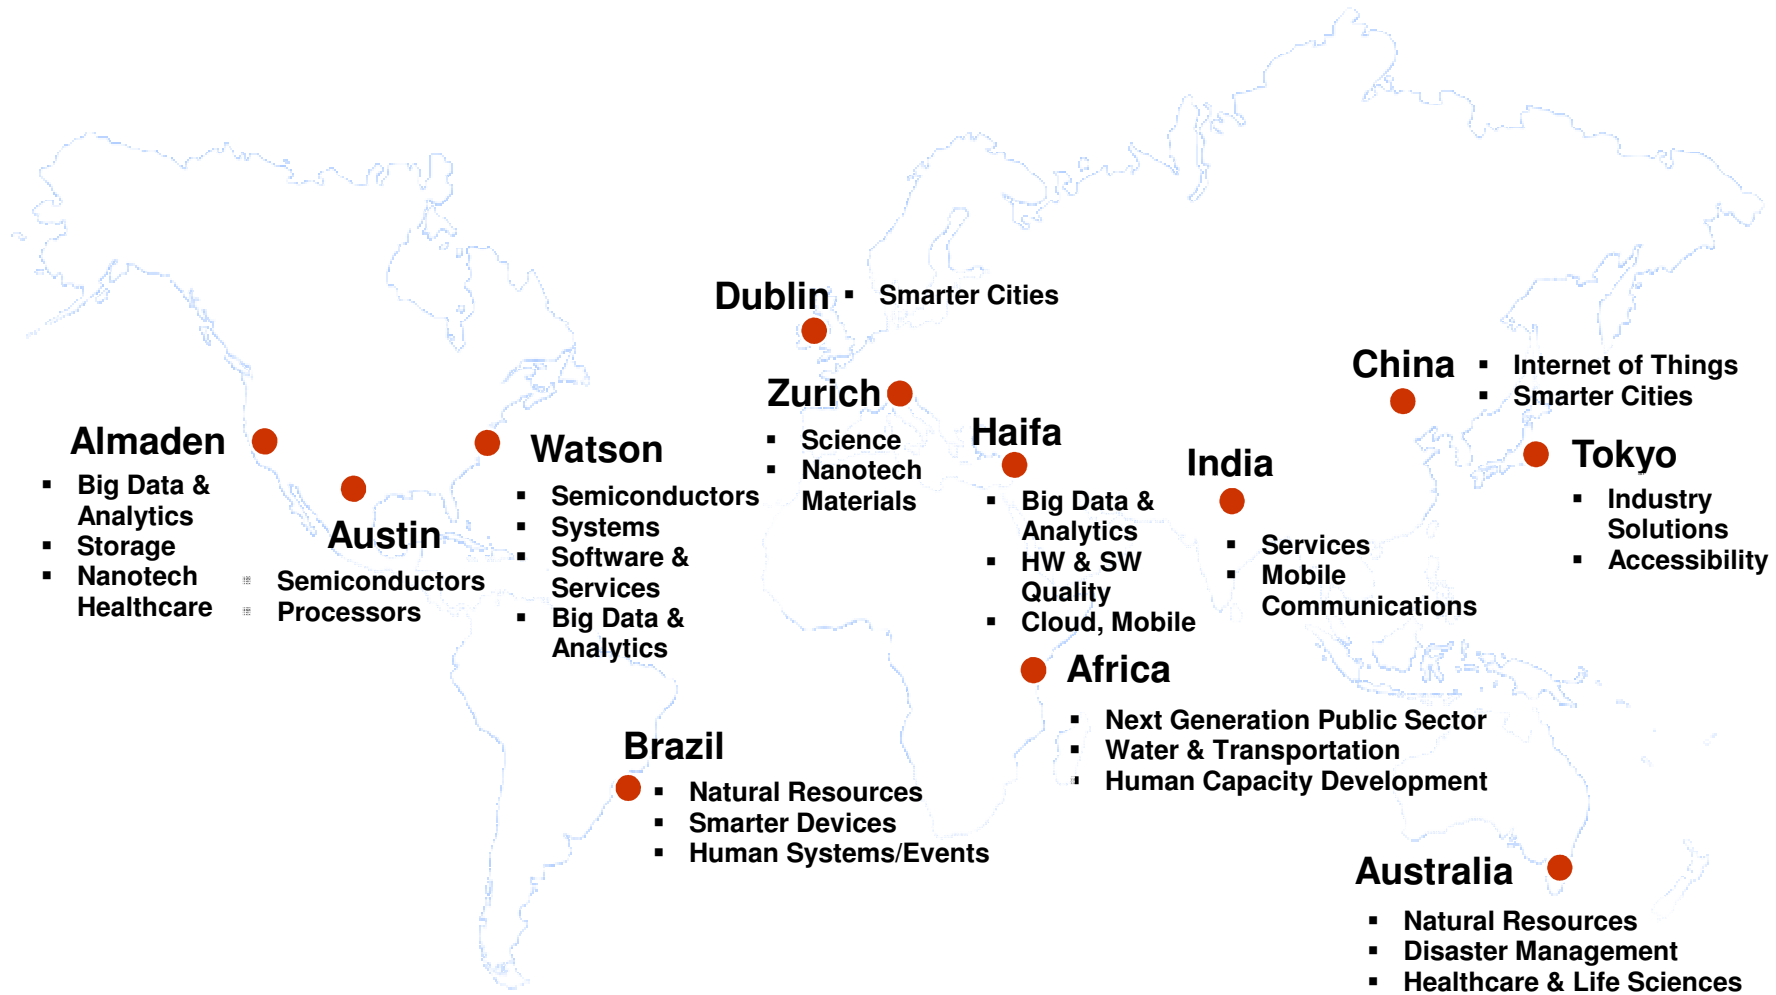 Dublin ▪ Smarter Cities
Zurich
▪ Science
▪ Nanotech
Materials
China ▪ Internet of Things
▪ Smarter Cities
Almaden
▪ Big Data &
Analytics
▪ Storage
▪ Nanotech
Healthcare
Austin
▪ Semiconductors
▪ Processors
Watson
▪ Semiconductors
▪ Systems
▪ Software &
Services
▪ Big Data &
Analytics
Haifa
▪ Big Data &
Analytics
▪ HW & SW
Quality
▪ Cloud, Mobile
India
▪ Services
▪ Mobile
Communications
Tokyo
▪ Industry
Solutions
▪ Accessibility
Africa
▪ Next Generation Public Sector
▪ Water & Transportation
▪ Human Capacity Development
Brazil
▪ Natural Resources
▪ Smarter Devices
▪ Human Systems/Events
Australia
▪ Natural Resources
▪ Disaster Management
▪ Healthcare & Life Sciences